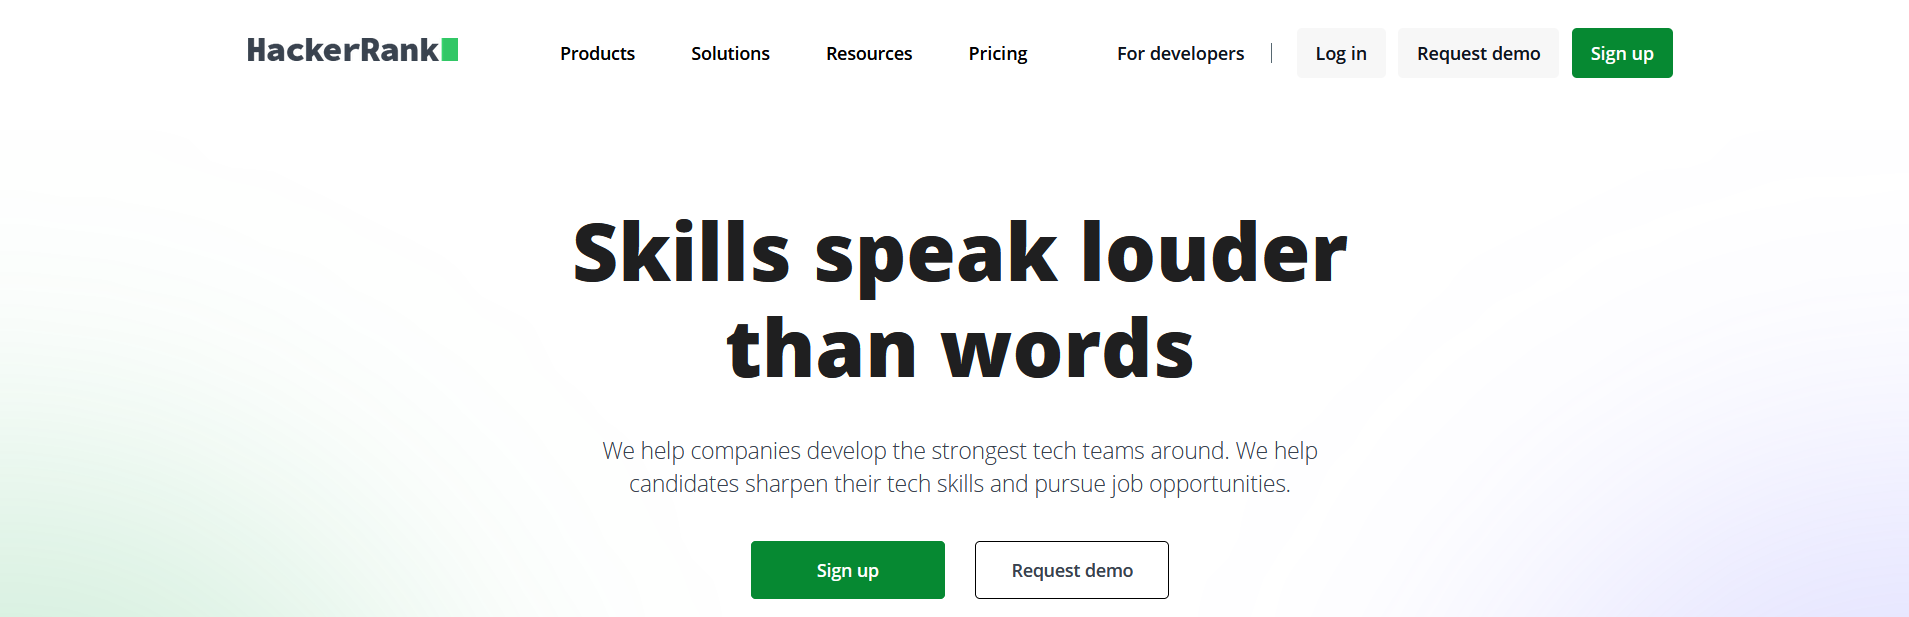 HackerRank
Products Solutions Resources Pricing For developers Log in Request demo Sign up
Skills speak louder
than words
We help companies develop the strongest tech teams around. We help
candidates sharpen their tech skills and pursue job opportunities.
Sign up Request demo